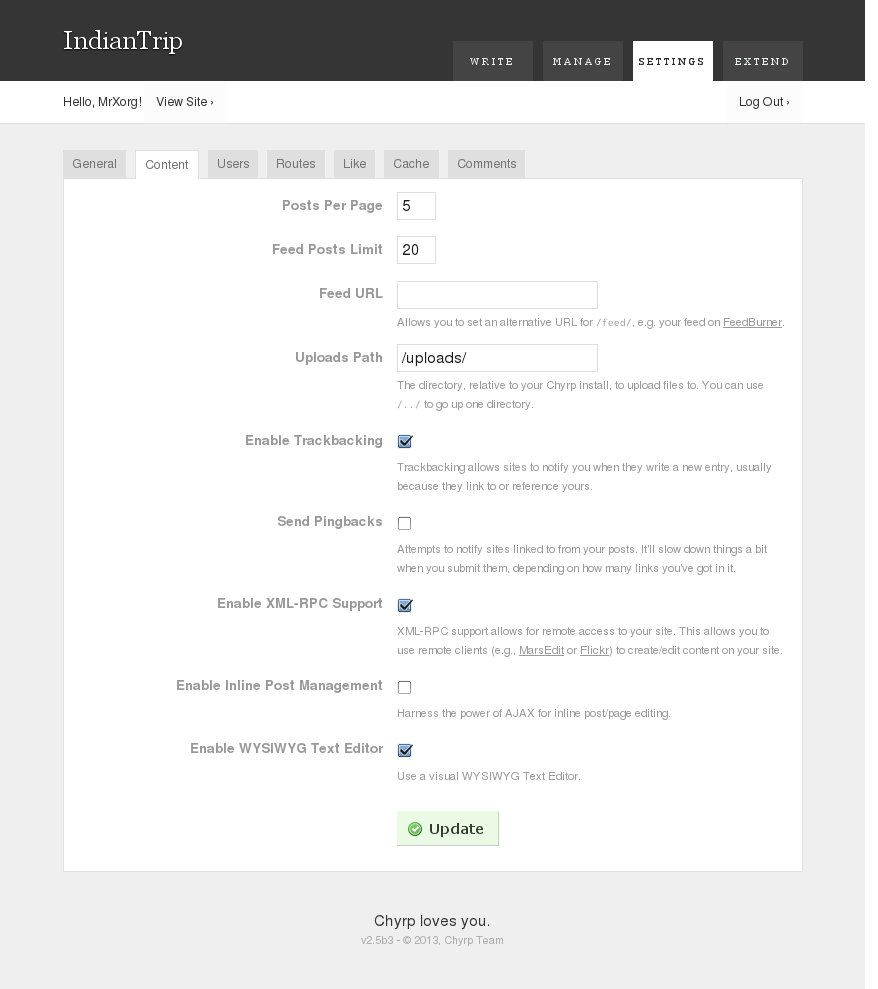 IndianTrip
WRITE
MANAGE
SETTINGS
EXTEND
Hello, MrXorg!
View Site ›
Log Out ›
General
Content
Users
Routes
Like
Cache
Comments
Posts Per Page
5
Feed Posts Limit
20
Feed URL
Allows you to set an alternative URL for /feed/, e.g. your feed on FeedBurner.
Uploads Path
/uploads/
The directory, relative to your Chyrp install, to upload files to. You can use
/../ to go up one directory.
Enable Trackbacking
Trackbacking allows sites to notify you when they write a new entry, usually
because they link to or reference yours.
Send Pingbacks
Attempts to notify sites linked to from your posts. It'll slow down things a bit
when you submit them, depending on how many links you've got in it.
Enable XML-RPC Support
XML-RPC support allows for remote access to your site. This allows you to
use remote clients (e.g., MarsEdit or Flickr) to create/edit content on your site.
Enable Inline Post Management
Harness the power of AJAX for inline post/page editing.
Enable WYSIWYG Text Editor
Use a visual WYSIWYG Text Editor.
Update
Chyrp loves you.
v2.5b3 - © 2013, Chyrp Team